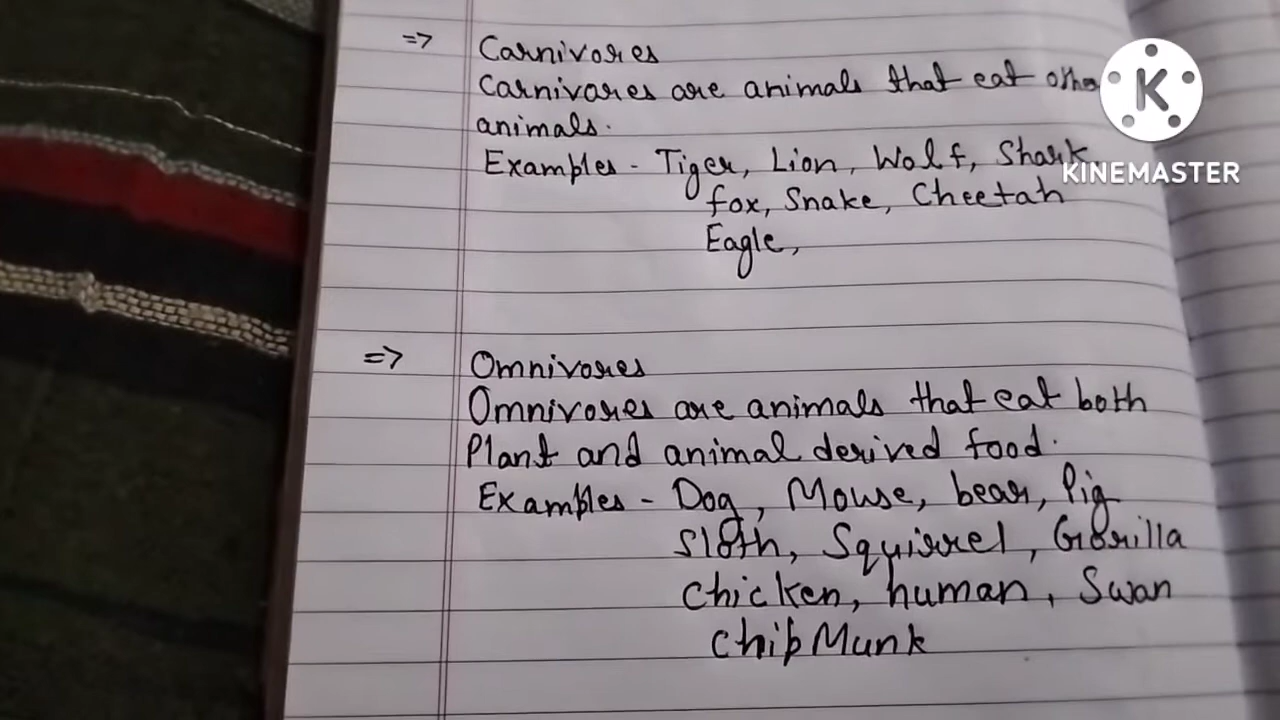 => Carnivores
Carnivores are animals that eat other
animals.
Examples - Tiger, Lion, Wolf, Shark
fox, Snake, Cheetah
Eagle,
=> Omnivores
Omnivores are animals that eat both
Plant and animal derived food.
Examples - Dog, Mouse, bear, Pig
Sloth, Squirrel, Gorilla
Chicken, human, Swan
ChipMunk
K
KINEMASTER